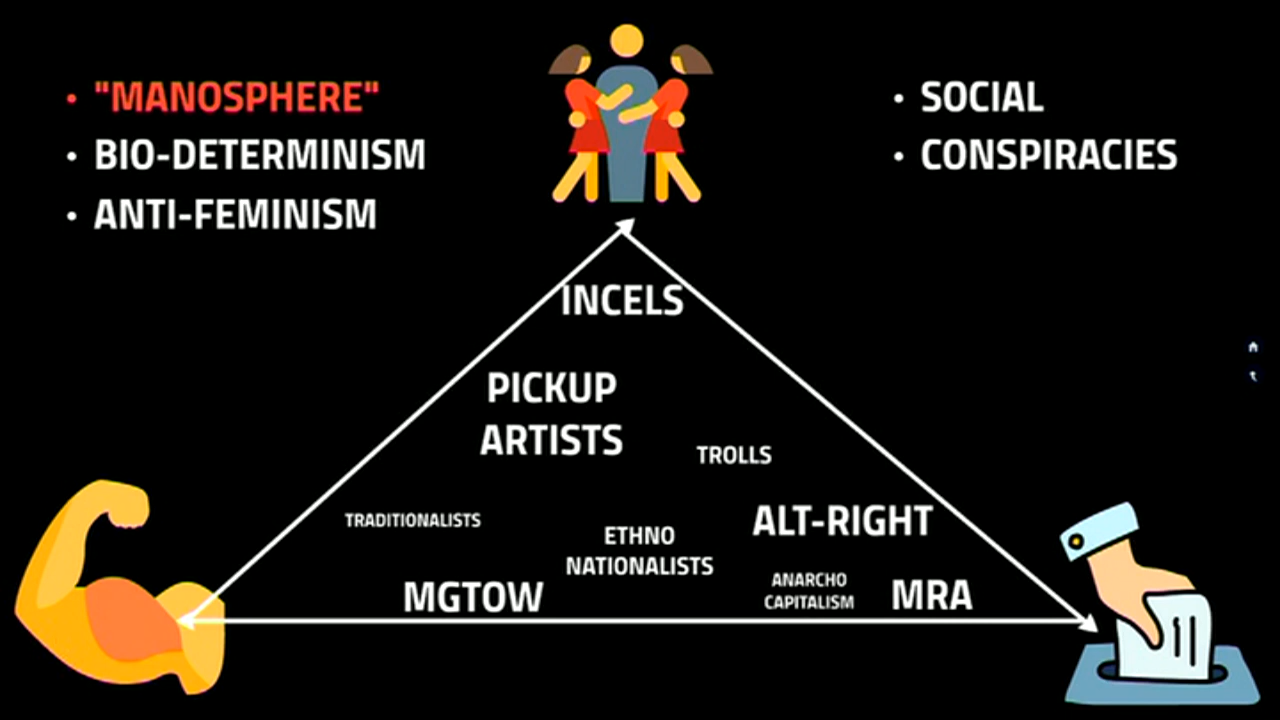 "MANOSPHERE"
BIO-DETERMINISM
ANTI-FEMINISM
SOCIAL
CONSPIRACIES
INCELS
PICKUP
ARTISTS
TROLLS
TRADITIONALISTS
ETHNO
NATIONALISTS
ALT-RIGHT
MGTOW
ANARCHO
CAPITALISM
MRA